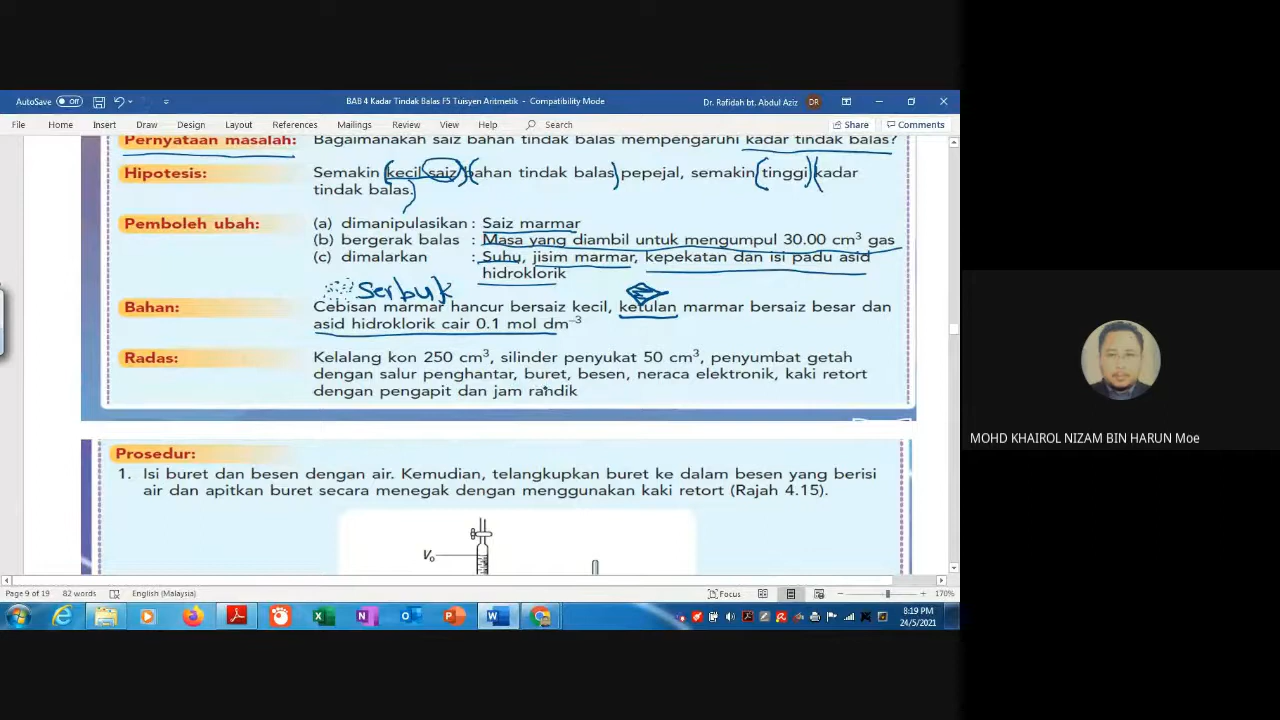 AutoSave Off
BAB 4 Kadar Tindak Balas F5 Tuisyen Aritmetik - Compatibility Mode
Dr. Rafidah bt. Abdul Aziz DR
File Home Insert Draw Design Layout References Mailings Review View Help Search Share Comments
Pernyataan masalah: Bagaimanakah saiz bahan tindak balas mempengaruhi kadar tindak balas?
Hipotesis: Semakin kecil saiz bahan tindak balas pepejal, semakin tinggi kadar
tindak balas.
Pemboleh ubah: (a) dimanipulasikan : Saiz marmar
(b) bergerak balas : Masa yang diambil untuk mengumpul 30.00 cm³ gas
(c) dimalarkan : Suhu, jisim marmar, kepekatan dan isi padu asid
hidroklorik
serbuk
Bahan: Cebisan marmar hancur bersaiz kecil, ketulan marmar bersaiz besar dan
asid hidroklorik cair 0.1 mol dm⁻³
Radas: Kelalang kon 250 cm³, silinder penyukat 50 cm³, penyumbat getah
dengan salur penghantar, buret, besen, neraca elektronik, kaki retort
dengan pengapit dan jam randik
Prosedur:
1. Isi buret dan besen dengan air. Kemudian, telangkupkan buret ke dalam besen yang berisi
air dan apitkan buret secara menegak dengan menggunakan kaki retort (Rajah 4.15).
V₀
MOHD KHAIROL NIZAM BIN HARUN Moe
Page 9 of 19 82 words English (Malaysia) Focus 170%
8:19 PM
24/5/2021